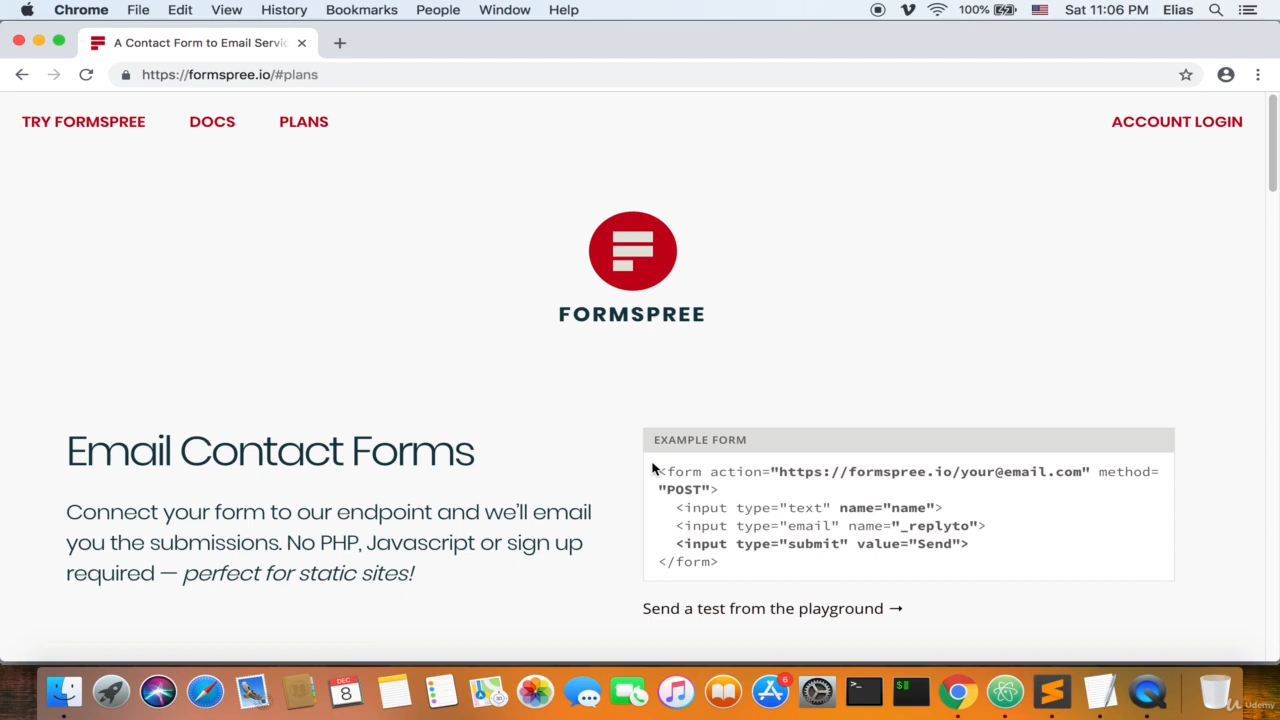 Chrome File Edit View History Bookmarks People Window Help 100% Sat 11:06 PM Elias
A Contact Form to Email Servic
https://formspree.io/#plans
TRY FORMSPREE DOCS PLANS ACCOUNT LOGIN
FORMSPREE
Email Contact Forms
Connect your form to our endpoint and we’ll email
you the submissions. No PHP, Javascript or sign up
required — perfect for static sites!
EXAMPLE FORM
<form action="https://formspree.io/your@email.com" method=
"POST">
<input type="text" name="name">
<input type="email" name="_replyto">
<input type="submit" value="Send">
</form>
Send a test from the playground →
DEC
8
6
Udemy